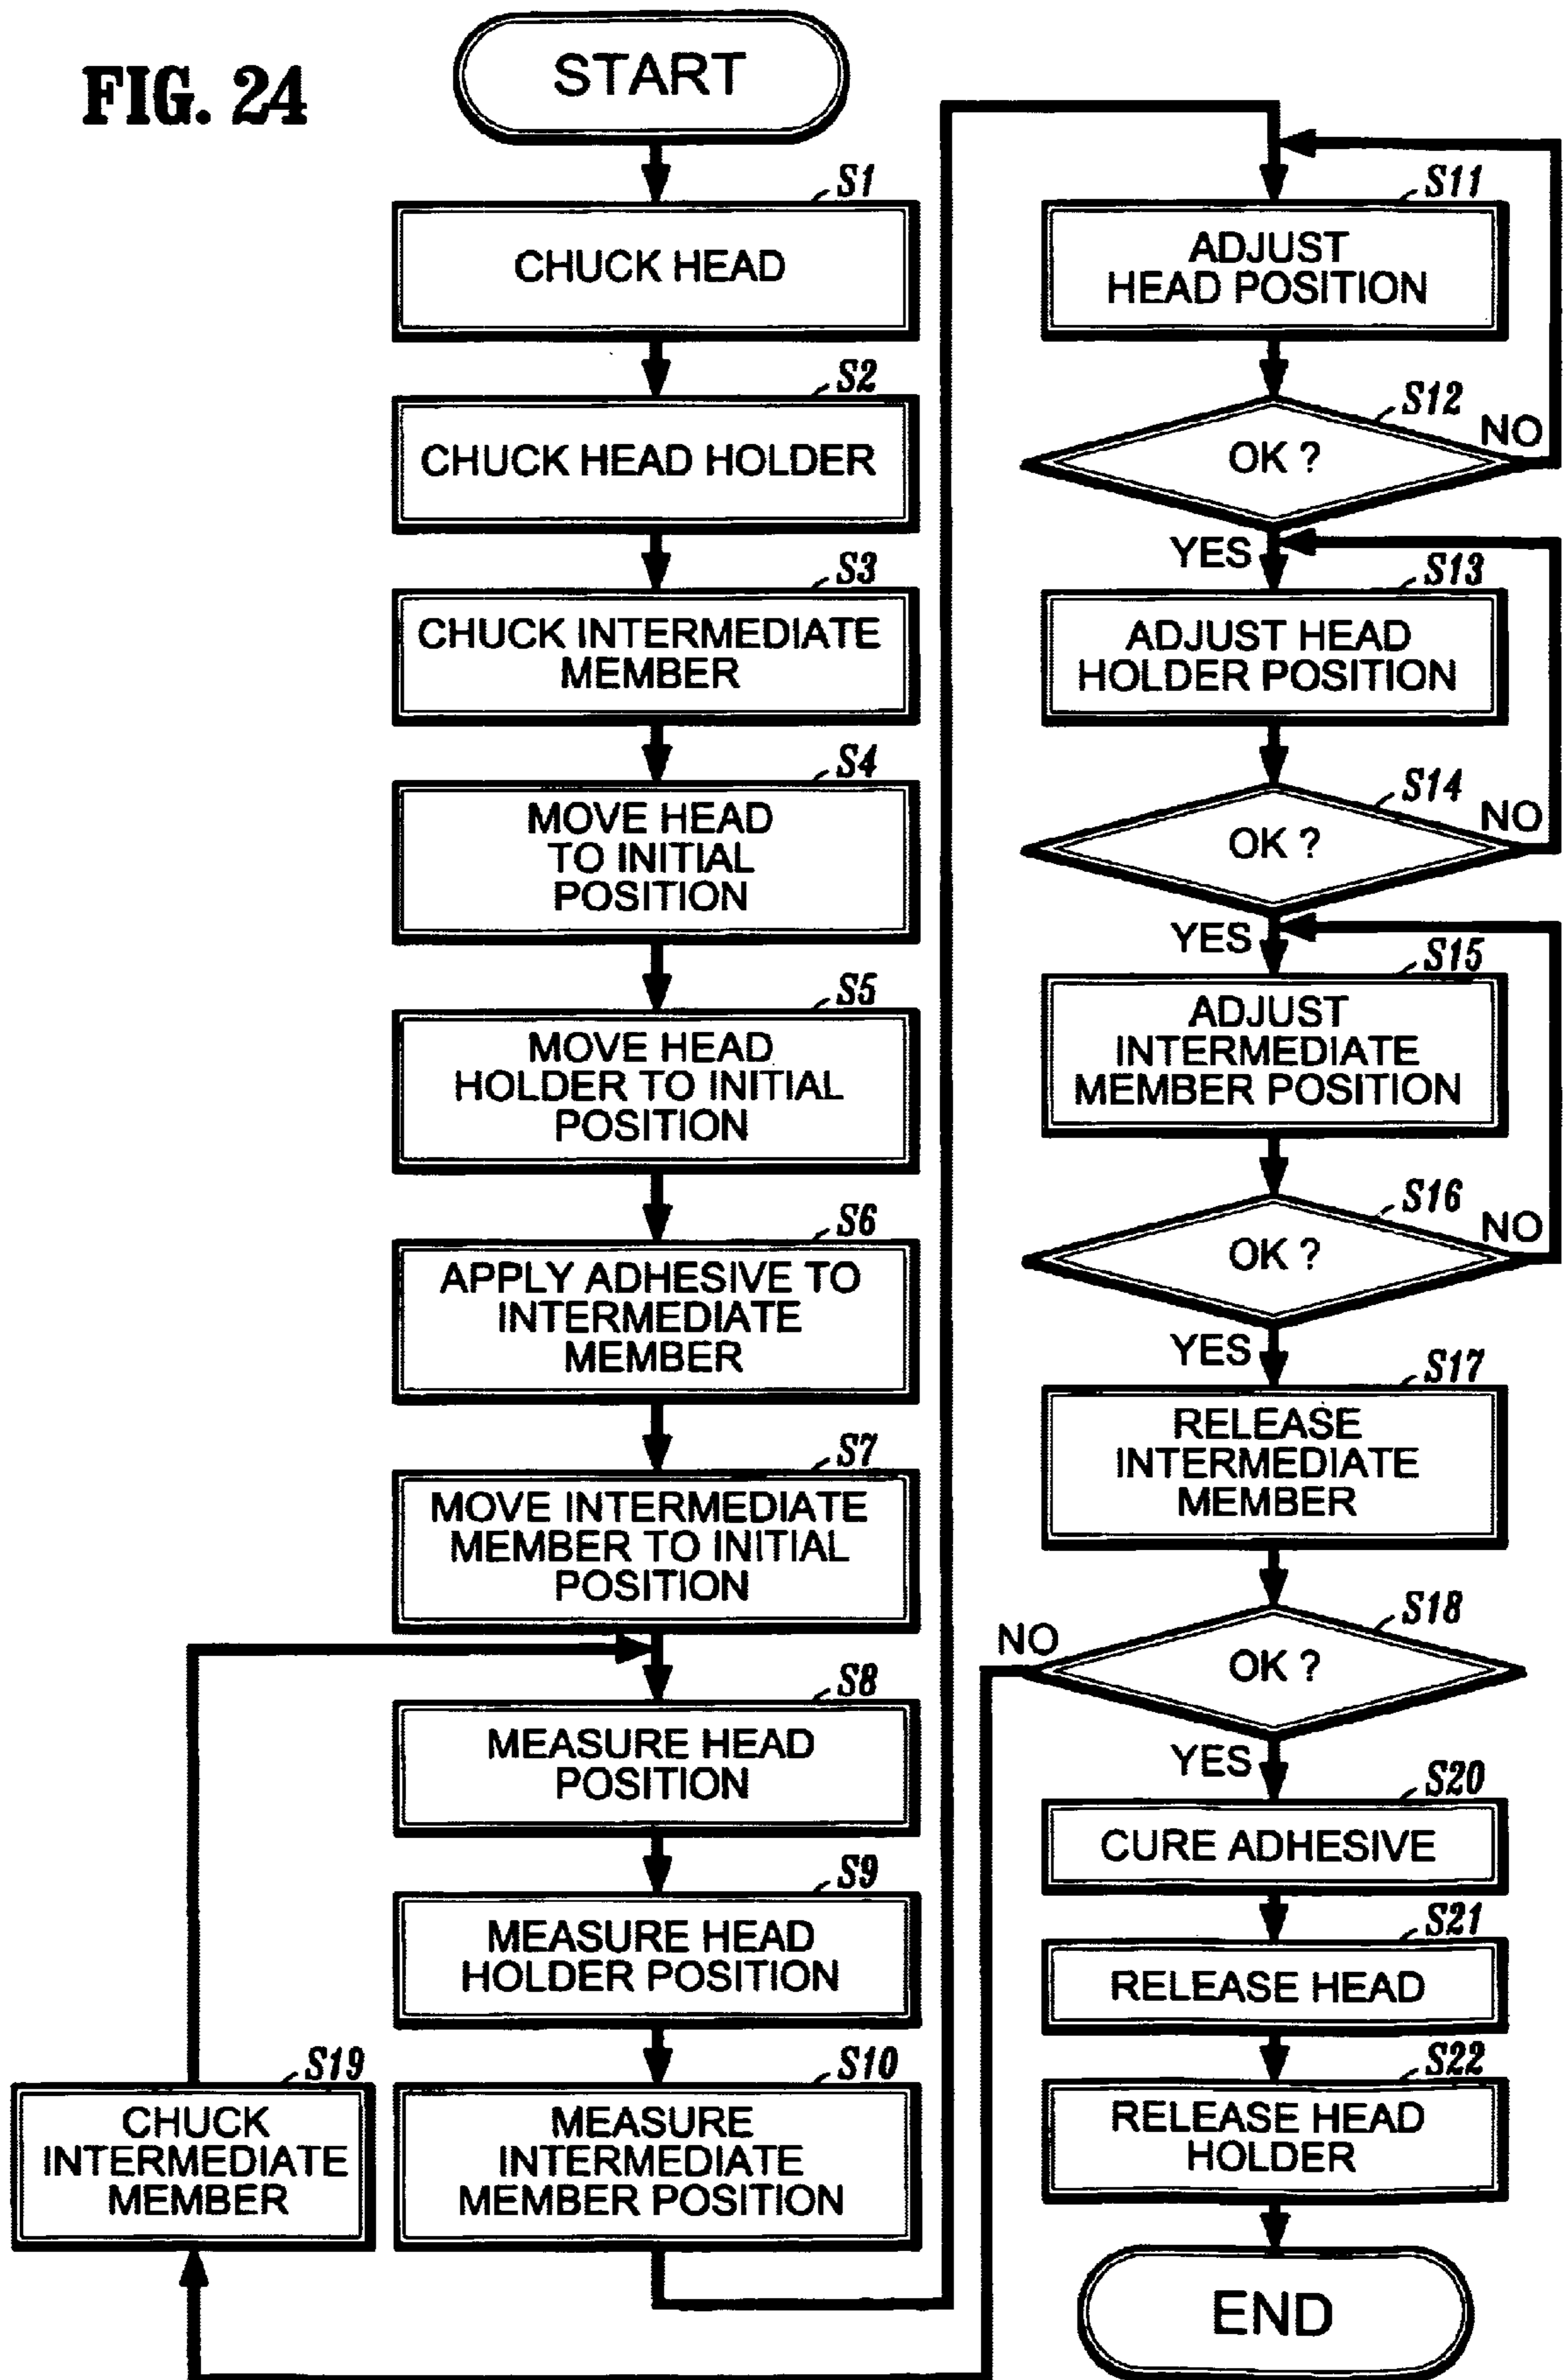 FIG. 24
START
S1
CHUCK HEAD
S2
CHUCK HEAD HOLDER
S3
CHUCK INTERMEDIATE
MEMBER
S4
MOVE HEAD
TO INITIAL
POSITION
S5
MOVE HEAD
HOLDER TO INITIAL
POSITION
S6
APPLY ADHESIVE TO
INTERMEDIATE
MEMBER
S7
MOVE INTERMEDIATE
MEMBER TO INITIAL
POSITION
S8
MEASURE HEAD
POSITION
S9
MEASURE HEAD
HOLDER POSITION
S10
MEASURE
INTERMEDIATE
MEMBER POSITION
S11
ADJUST
HEAD POSITION
S12
OK ?
NO
YES
S13
ADJUST HEAD
HOLDER POSITION
S14
OK ?
NO
YES
S15
ADJUST
INTERMEDIATE
MEMBER POSITION
S16
OK ?
NO
YES
S17
RELEASE
INTERMEDIATE
MEMBER
S18
OK ?
NO
YES
S19
CHUCK
INTERMEDIATE
MEMBER
S20
CURE ADHESIVE
S21
RELEASE HEAD
S22
RELEASE HEAD
HOLDER
END